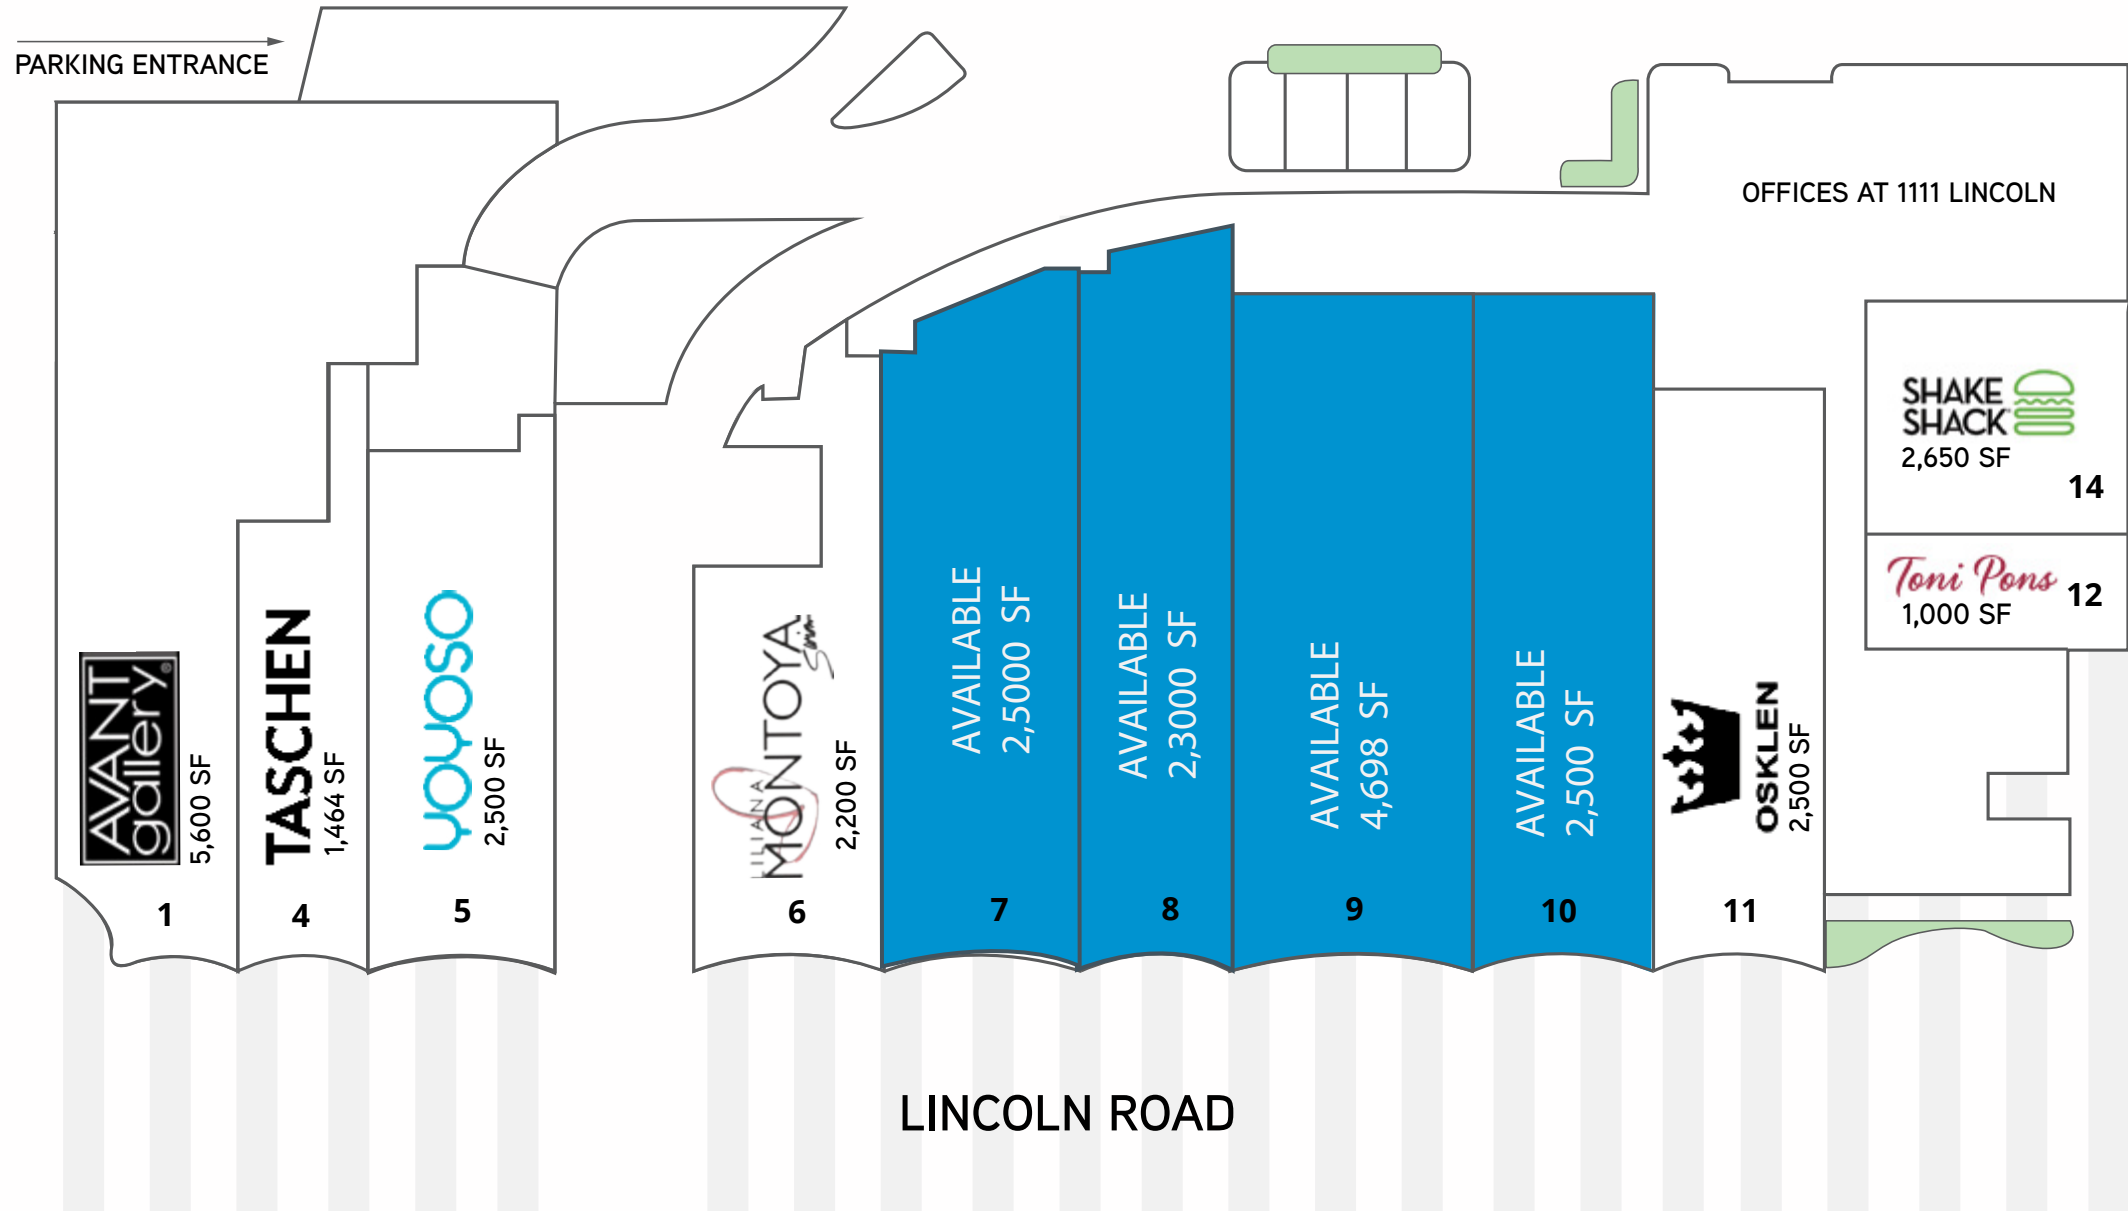 PARKING ENTRANCE
OFFICES AT 1111 LINCOLN
AVANT
gallery®
5,600 SF
1
TASCHEN
1,464 SF
4
yoyoso
2,500 SF
5
LILIANA
MONTOYA
Swim
2,200 SF
6
AVAILABLE
2,5000 SF
7
AVAILABLE
2,3000 SF
8
AVAILABLE
4,698 SF
9
AVAILABLE
2,500 SF
10
OSKLEN
2,500 SF
11
SHAKE
SHACK
2,650 SF
14
Toni Pons
1,000 SF
12
LINCOLN ROAD